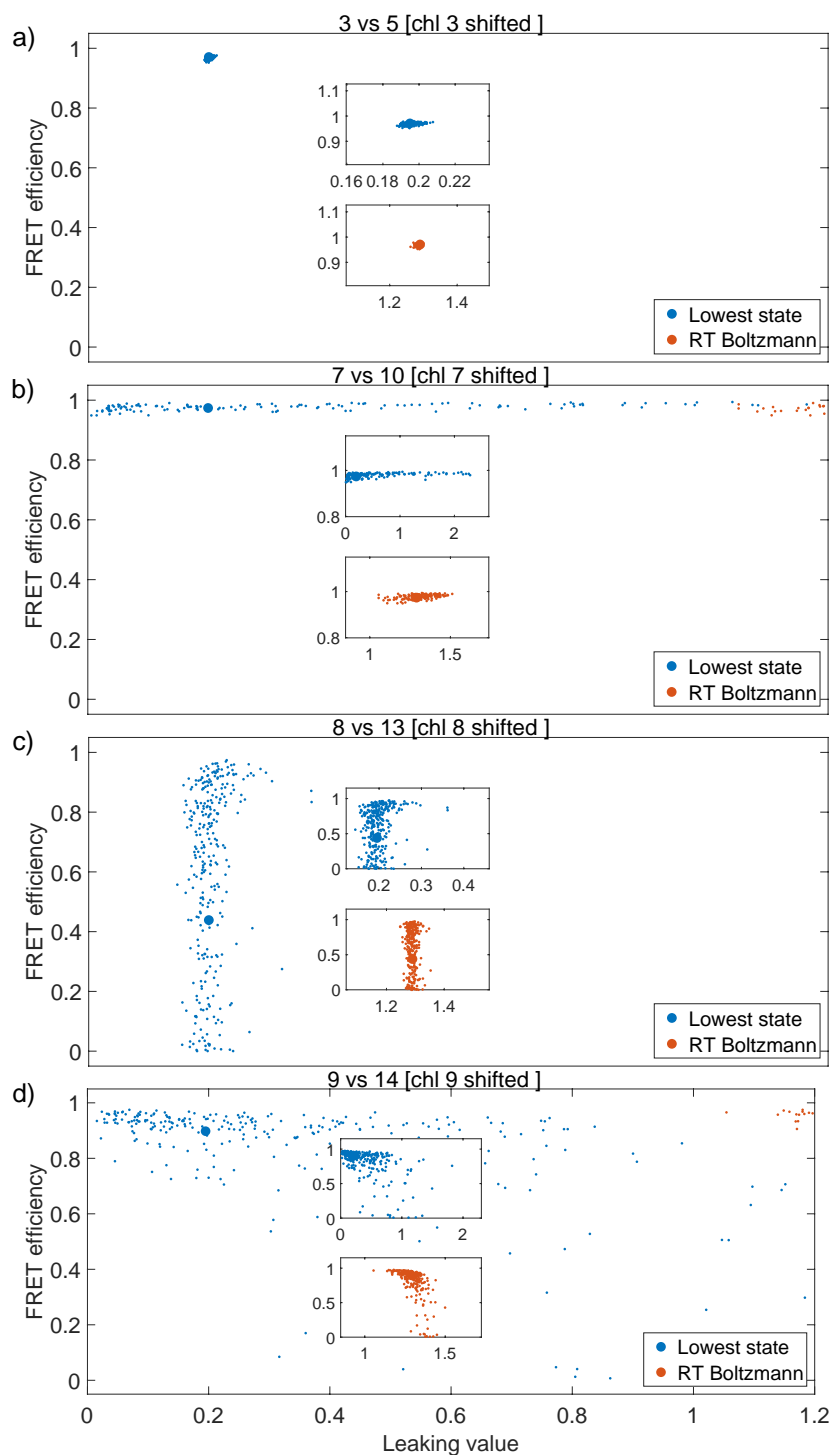 a)
3 vs 5 [chl 3 shifted ]
FRET efficiency
1
0.8
0.6
0.4
0.2
0
1.1
1
0.9
0.16 0.18 0.2 0.22
1.1
1
0.9
1.2 1.4
Lowest state
RT Boltzmann
b)
7 vs 10 [chl 7 shifted ]
FRET efficiency
1
0.8
0.6
0.4
0.2
0
1
0.8
0 1 2
1
0.8
1 1.5
Lowest state
RT Boltzmann
c)
8 vs 13 [chl 8 shifted ]
FRET efficiency
1
0.8
0.6
0.4
0.2
0
1
0.5
0
0.2 0.3 0.4
1
0.5
0
1.2 1.4
Lowest state
RT Boltzmann
d)
9 vs 14 [chl 9 shifted ]
FRET efficiency
1
0.8
0.6
0.4
0.2
0
1
0.5
0
0 1 2
1
0.5
0
1 1.5
Lowest state
RT Boltzmann
0 0.2 0.4 0.6 0.8 1 1.2
Leaking value